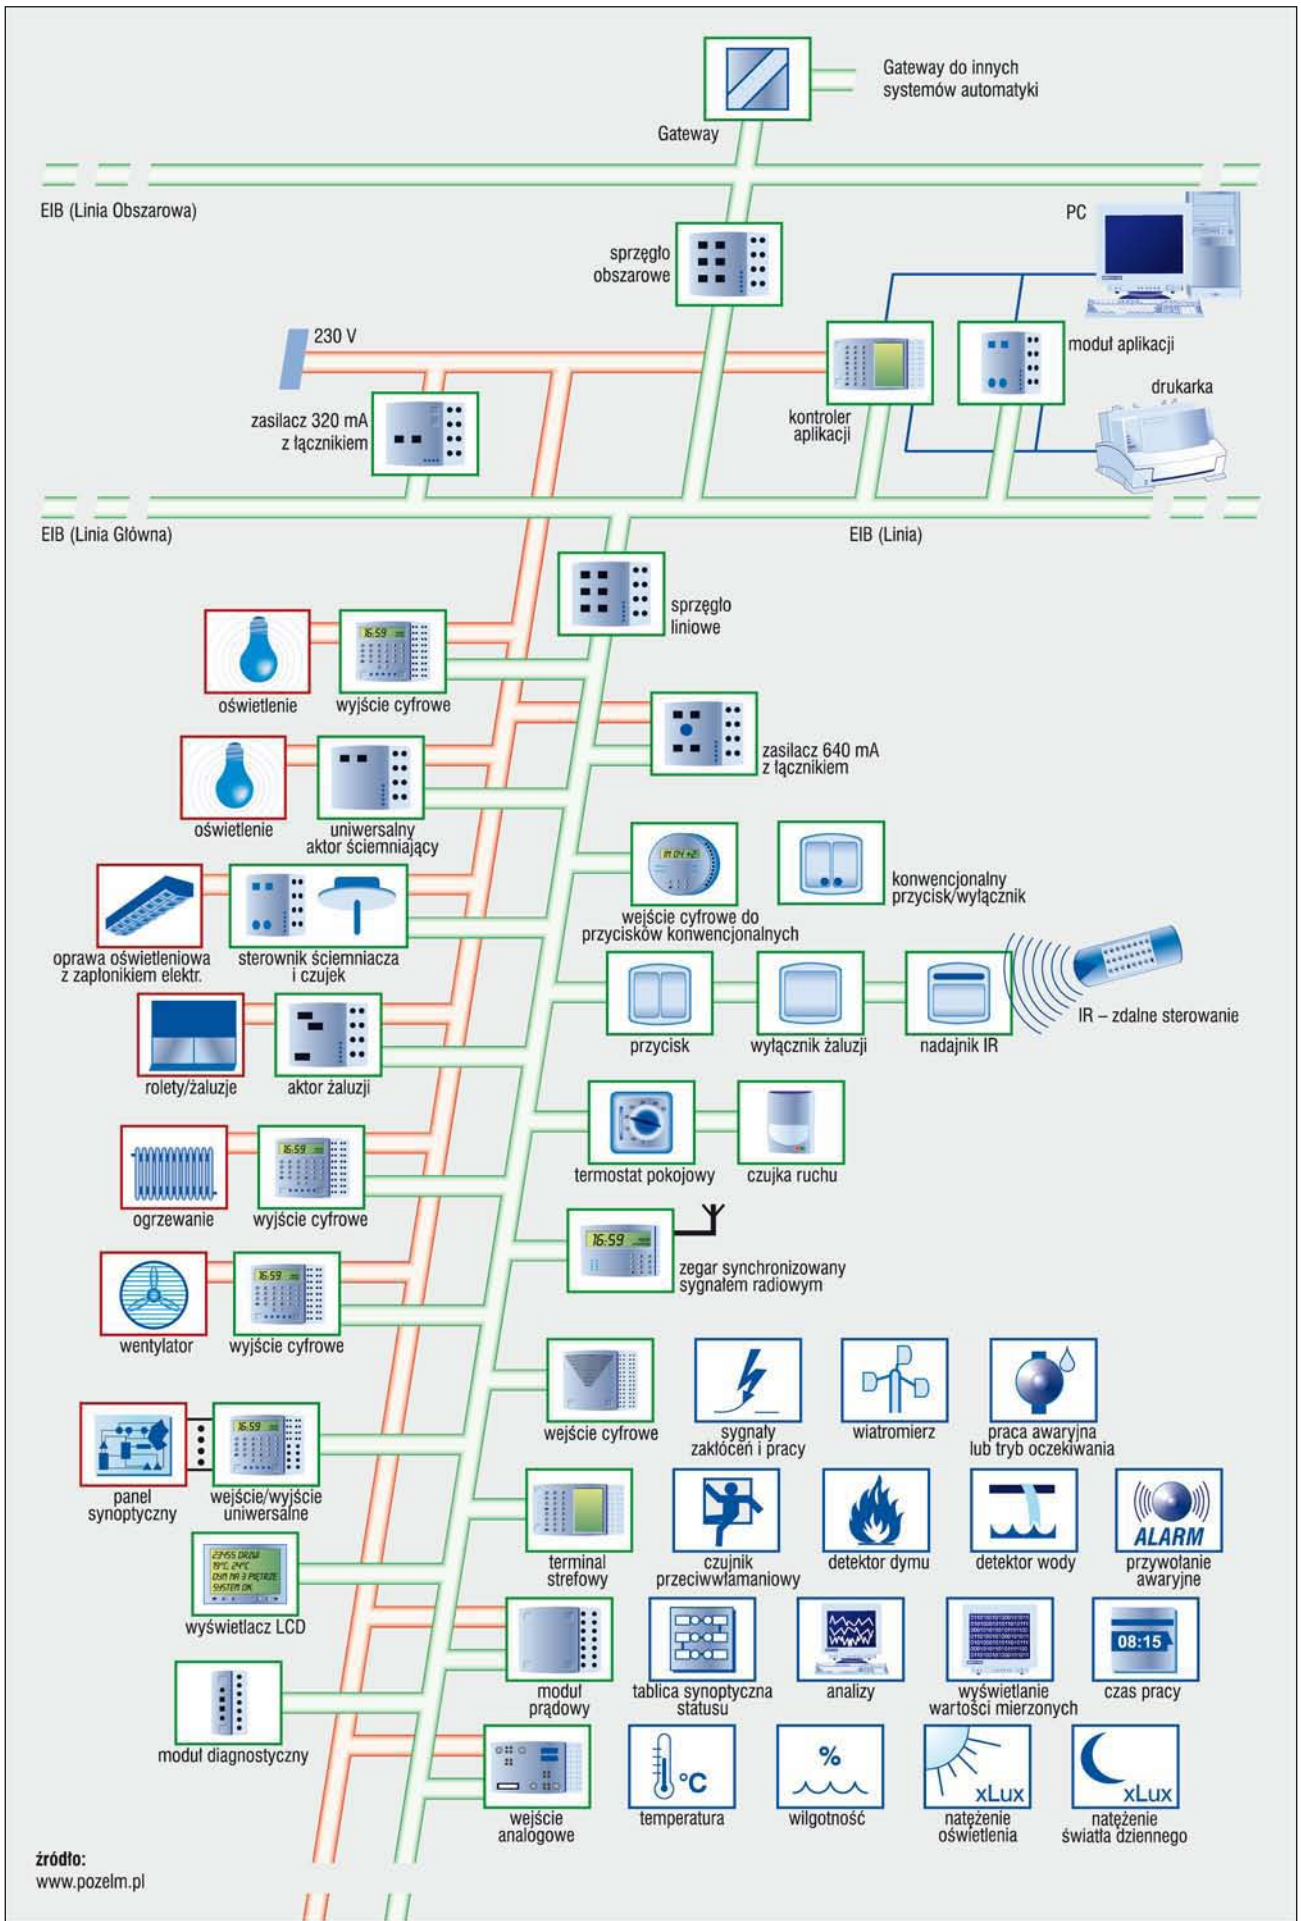 Gateway do innych
systemów automatyki
Gateway
EIB (Linia Obszarowa)
PC
sprzęgło
obszarowe
230 V
moduł aplikacji
drukarka
zasilacz 320 mA
z łącznikiem
kontroler
aplikacji
EIB (Linia Główna)
EIB (Linia)
sprzęgło
liniowe
16:59
oświetlenie
wyjście cyfrowe
zasilacz 640 mA
z łącznikiem
oświetlenie
uniwersalny
aktor ściemniający
konwencjonalny
przycisk/wyłącznik
wejście cyfrowe do
przycisków konwencjonalnych
oprawa oświetleniowa
z zapłonikiem elektr.
sterownik ściemniacza
i czujek
IR – zdalne sterowanie
przycisk
wyłącznik żaluzji
nadajnik IR
rolety/żaluzje
aktor żaluzji
termostat pokojowy
czujka ruchu
16:59
ogrzewanie
wyjście cyfrowe
16:59
zegar synchronizowany
sygnałem radiowym
16:59
wentylator
wyjście cyfrowe
wejście cyfrowe
sygnały
zakłóceń i pracy
wiatromierz
praca awaryjna
lub tryb oczekiwania
16:59
panel
synoptyczny
wejście/wyjście
uniwersalne
ALARM
terminal
strefowy
czujnik
przeciwwłamaniowy
detektor dymu
detektor wody
przywołanie
awaryjne
23°C
wyświetlacz LCD
08:15
moduł
prądowy
tablica synoptyczna
statusu
analizy
wyświetlanie
wartości mierzonych
czas pracy
moduł diagnostyczny
°C
%
xLux
xLux
wejście
analogowe
temperatura
wilgotność
natężenie
oświetlenia
natężenie
światła dziennego
źródło:
www.pozelm.pl